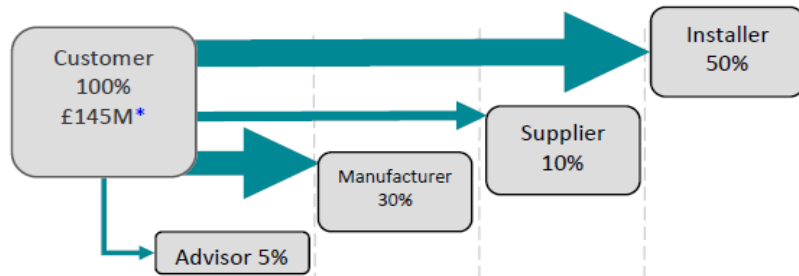 Customer
100%
£145M*
Installer
50%
Supplier
10%
Manufacturer
30%
Advisor 5%